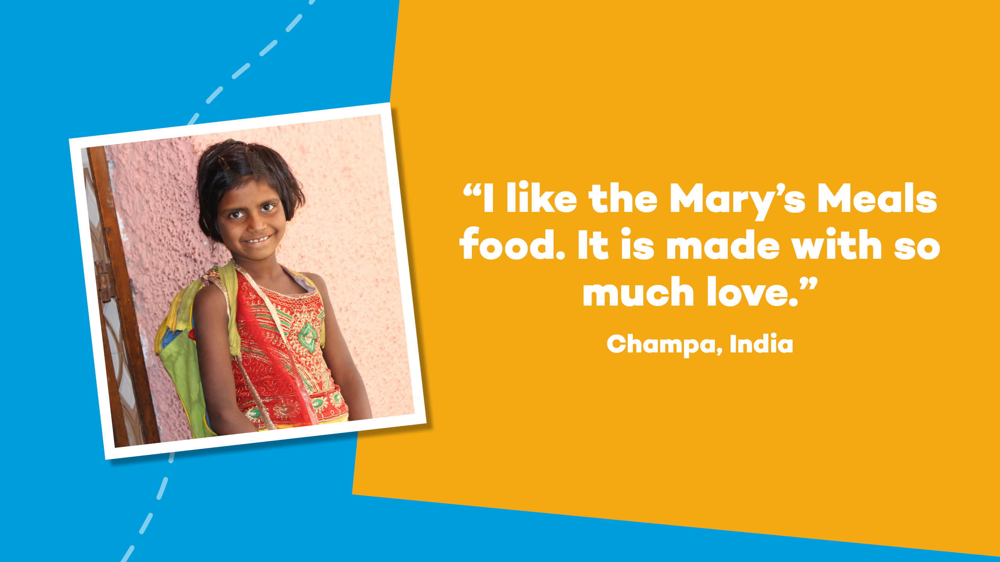 “I like the Mary’s Meals
food. It is made with so
much love.”
Champa, India